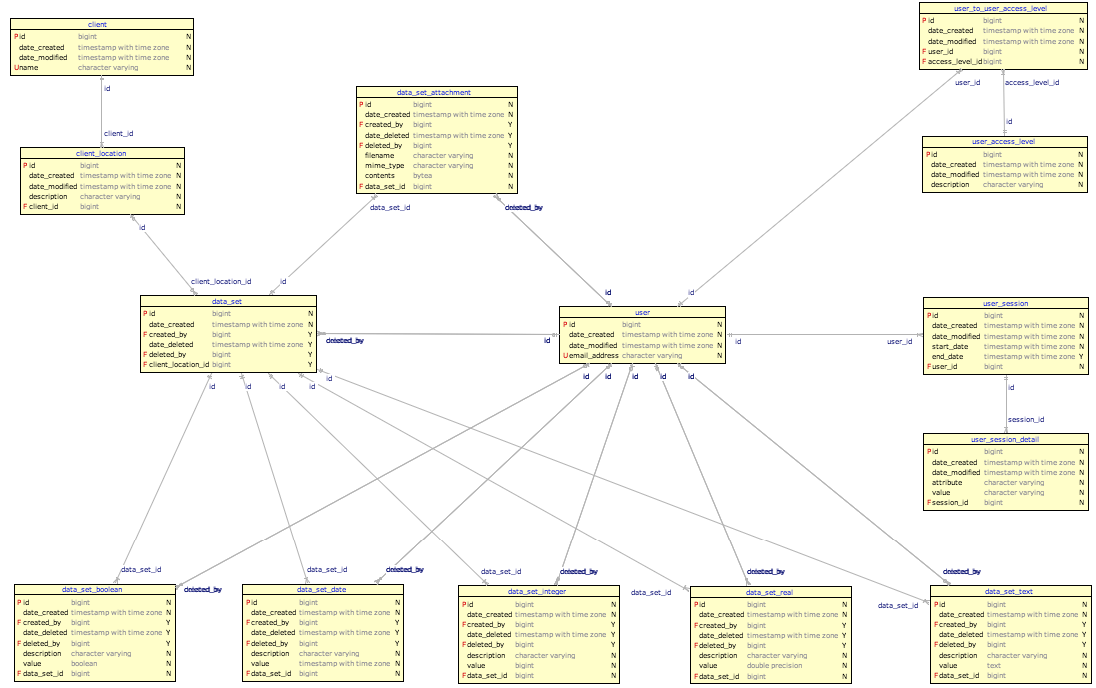 client
P id bigint N
date_created timestamp with time zone N
date_modified timestamp with time zone N
U name character varying N
id
client_id
client_location
P id bigint N
date_created timestamp with time zone N
date_modified timestamp with time zone N
description character varying N
F client_id bigint N
id
client_location_id
data_set_attachment
P id bigint N
date_created timestamp with time zone N
F created_by bigint Y
date_deleted timestamp with time zone Y
F deleted_by bigint Y
filename character varying N
mime_type character varying N
contents bytea N
F data_set_id bigint N
data_set_id
id
id
user_to_user_access_level
P id bigint N
date_created timestamp with time zone N
date_modified timestamp with time zone N
F user_id bigint N
F access_level_id bigint N
user_id
access_level_id
id
id
user_access_level
P id bigint N
date_created timestamp with time zone N
date_modified timestamp with time zone N
description character varying N
data_set
P id bigint N
date_created timestamp with time zone N
F created_by bigint Y
date_deleted timestamp with time zone Y
F deleted_by bigint Y
F client_location_id bigint Y
id
user
P id bigint N
date_created timestamp with time zone N
date_modified timestamp with time zone N
U email_address character varying N
id
user_id
user_session
P id bigint N
date_created timestamp with time zone N
date_modified timestamp with time zone N
start_date timestamp with time zone N
end_date timestamp with time zone Y
F user_id bigint N
id
session_id
user_session_detail
P id bigint N
date_created timestamp with time zone N
date_modified timestamp with time zone N
attribute character varying N
value character varying N
F session_id bigint N
id id id id id
id id id id id
data_set_id
data_set_id
data_set_id
data_set_id
data_set_id
data_set_boolean
P id bigint N
date_created timestamp with time zone N
F created_by bigint Y
date_deleted timestamp with time zone Y
F deleted_by bigint Y
description character varying N
value boolean N
F data_set_id bigint N
data_set_date
P id bigint N
date_created timestamp with time zone N
F created_by bigint Y
date_deleted timestamp with time zone Y
F deleted_by bigint Y
description character varying N
value timestamp with time zone N
F data_set_id bigint N
data_set_integer
P id bigint N
date_created timestamp with time zone N
F created_by bigint Y
date_deleted timestamp with time zone Y
F deleted_by bigint Y
description character varying N
value bigint N
F data_set_id bigint N
data_set_real
P id bigint N
date_created timestamp with time zone N
F created_by bigint Y
date_deleted timestamp with time zone Y
F deleted_by bigint Y
description character varying N
value double precision N
F data_set_id bigint N
data_set_text
P id bigint N
date_created timestamp with time zone N
F created_by bigint Y
date_deleted timestamp with time zone Y
F deleted_by bigint Y
description character varying N
value text N
F data_set_id bigint N